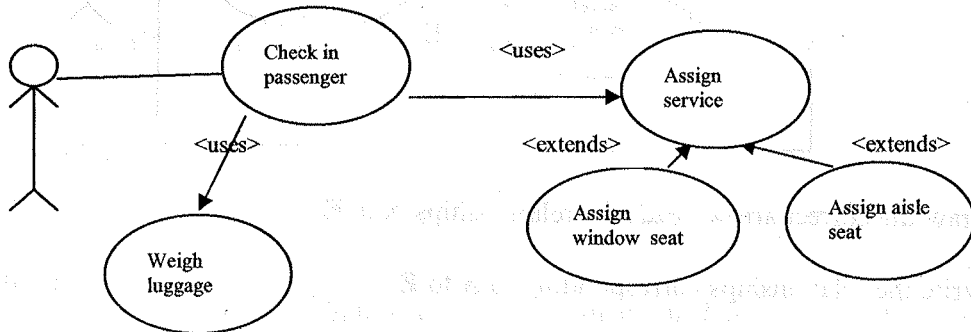 Check in
passenger
<uses>
Assign
service
<uses>
<extends>
<extends>
Assign
window seat
Assign aisle
seat
Weigh
luggage